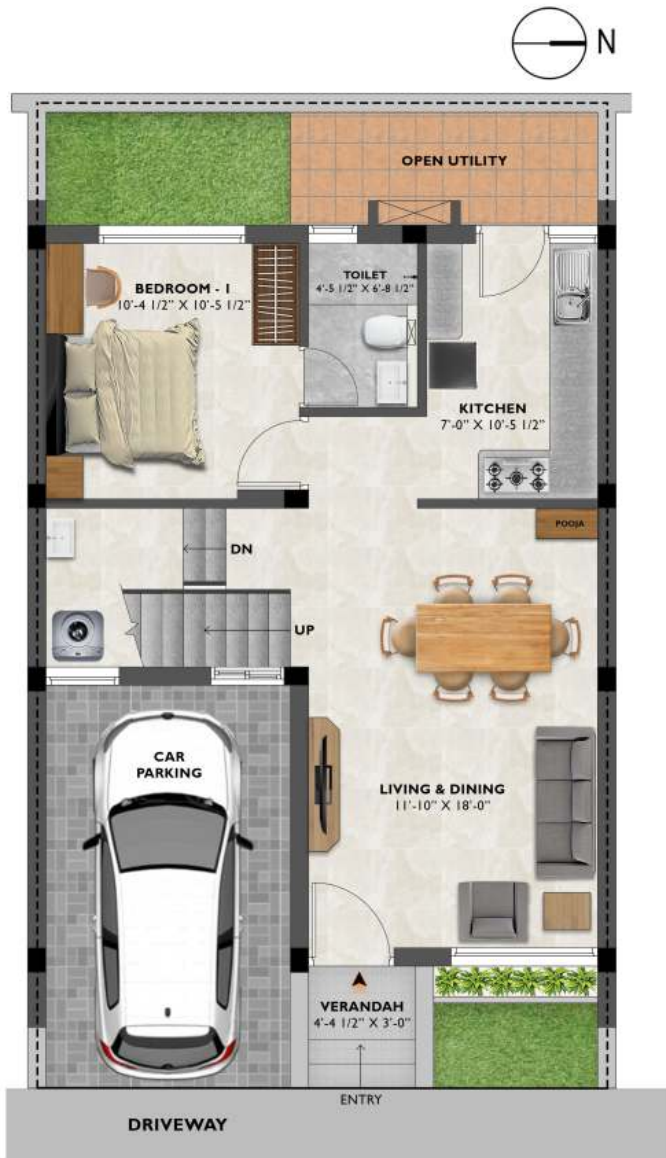 N
OPEN UTILITY
BEDROOM - 1
10'-4 1/2" X 10'-5 1/2"
TOILET
4'-5 1/2" X 6'-8 1/2"
KITCHEN
7'-0" X 10'-5 1/2"
POOJA
DN
UP
CAR
PARKING
LIVING & DINING
11'-10" X 18'-0"
VERANDAH
4'-4 1/2" X 3'-0"
ENTRY
DRIVEWAY